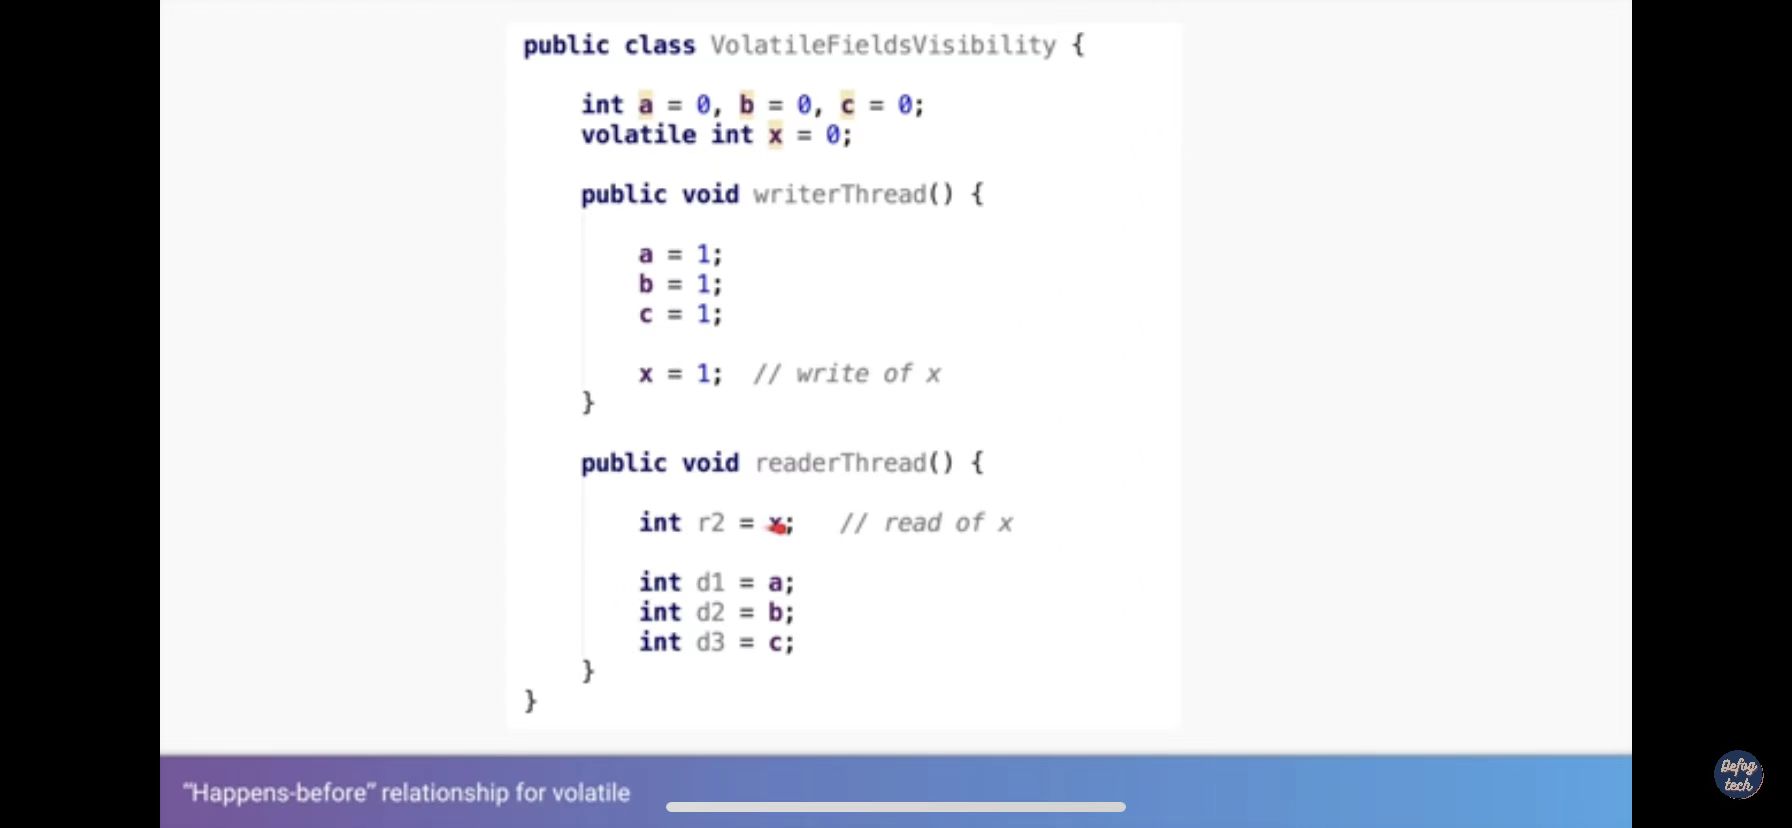 public class VolatileFieldsVisibility {
int a = 0, b = 0, c = 0;
volatile int x = 0;
public void writerThread() {
a = 1;
b = 1;
c = 1;
x = 1; // write of x
}
public void readerThread() {
int r2 = x; // read of x
int d1 = a;
int d2 = b;
int d3 = c;
}
}
“Happens-before” relationship for volatile
Defog
tech